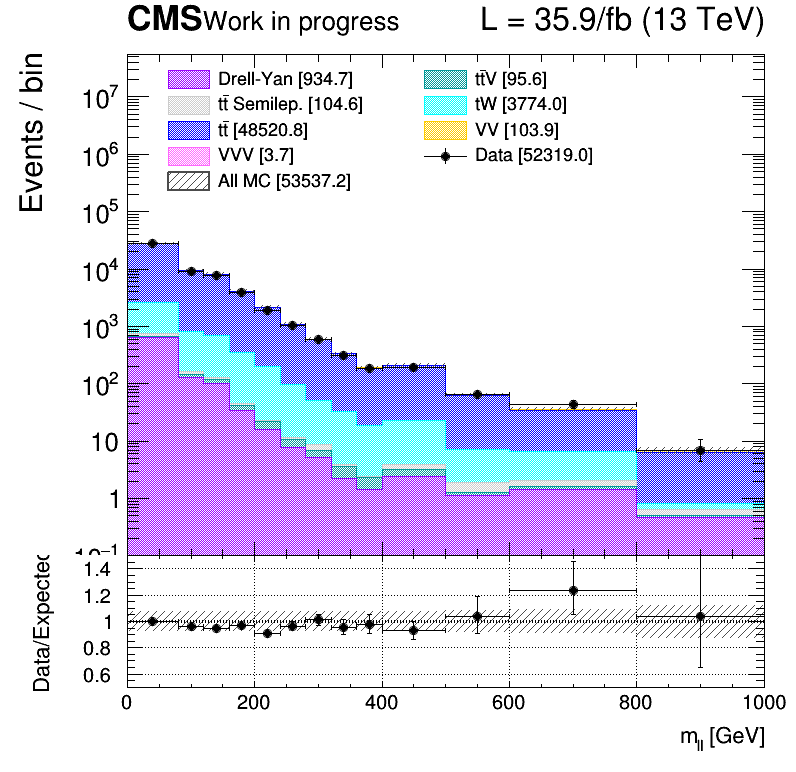 CMS Work in progress L = 35.9/fb (13 TeV)
Events / bin
Drell-Yan [934.7]
tt̄V [95.6]
tt̄ Semilep. [104.6]
tW [3774.0]
tt̄ [48520.8]
VV [103.9]
VVV [3.7]
Data [52319.0]
All MC [53537.2]
10⁷
10⁶
10⁵
10⁴
10³
10²
10
1
10⁻¹
Data/Expected
1.4
1.2
1
0.8
0.6
0 200 400 600 800 1000
m_ll [GeV]